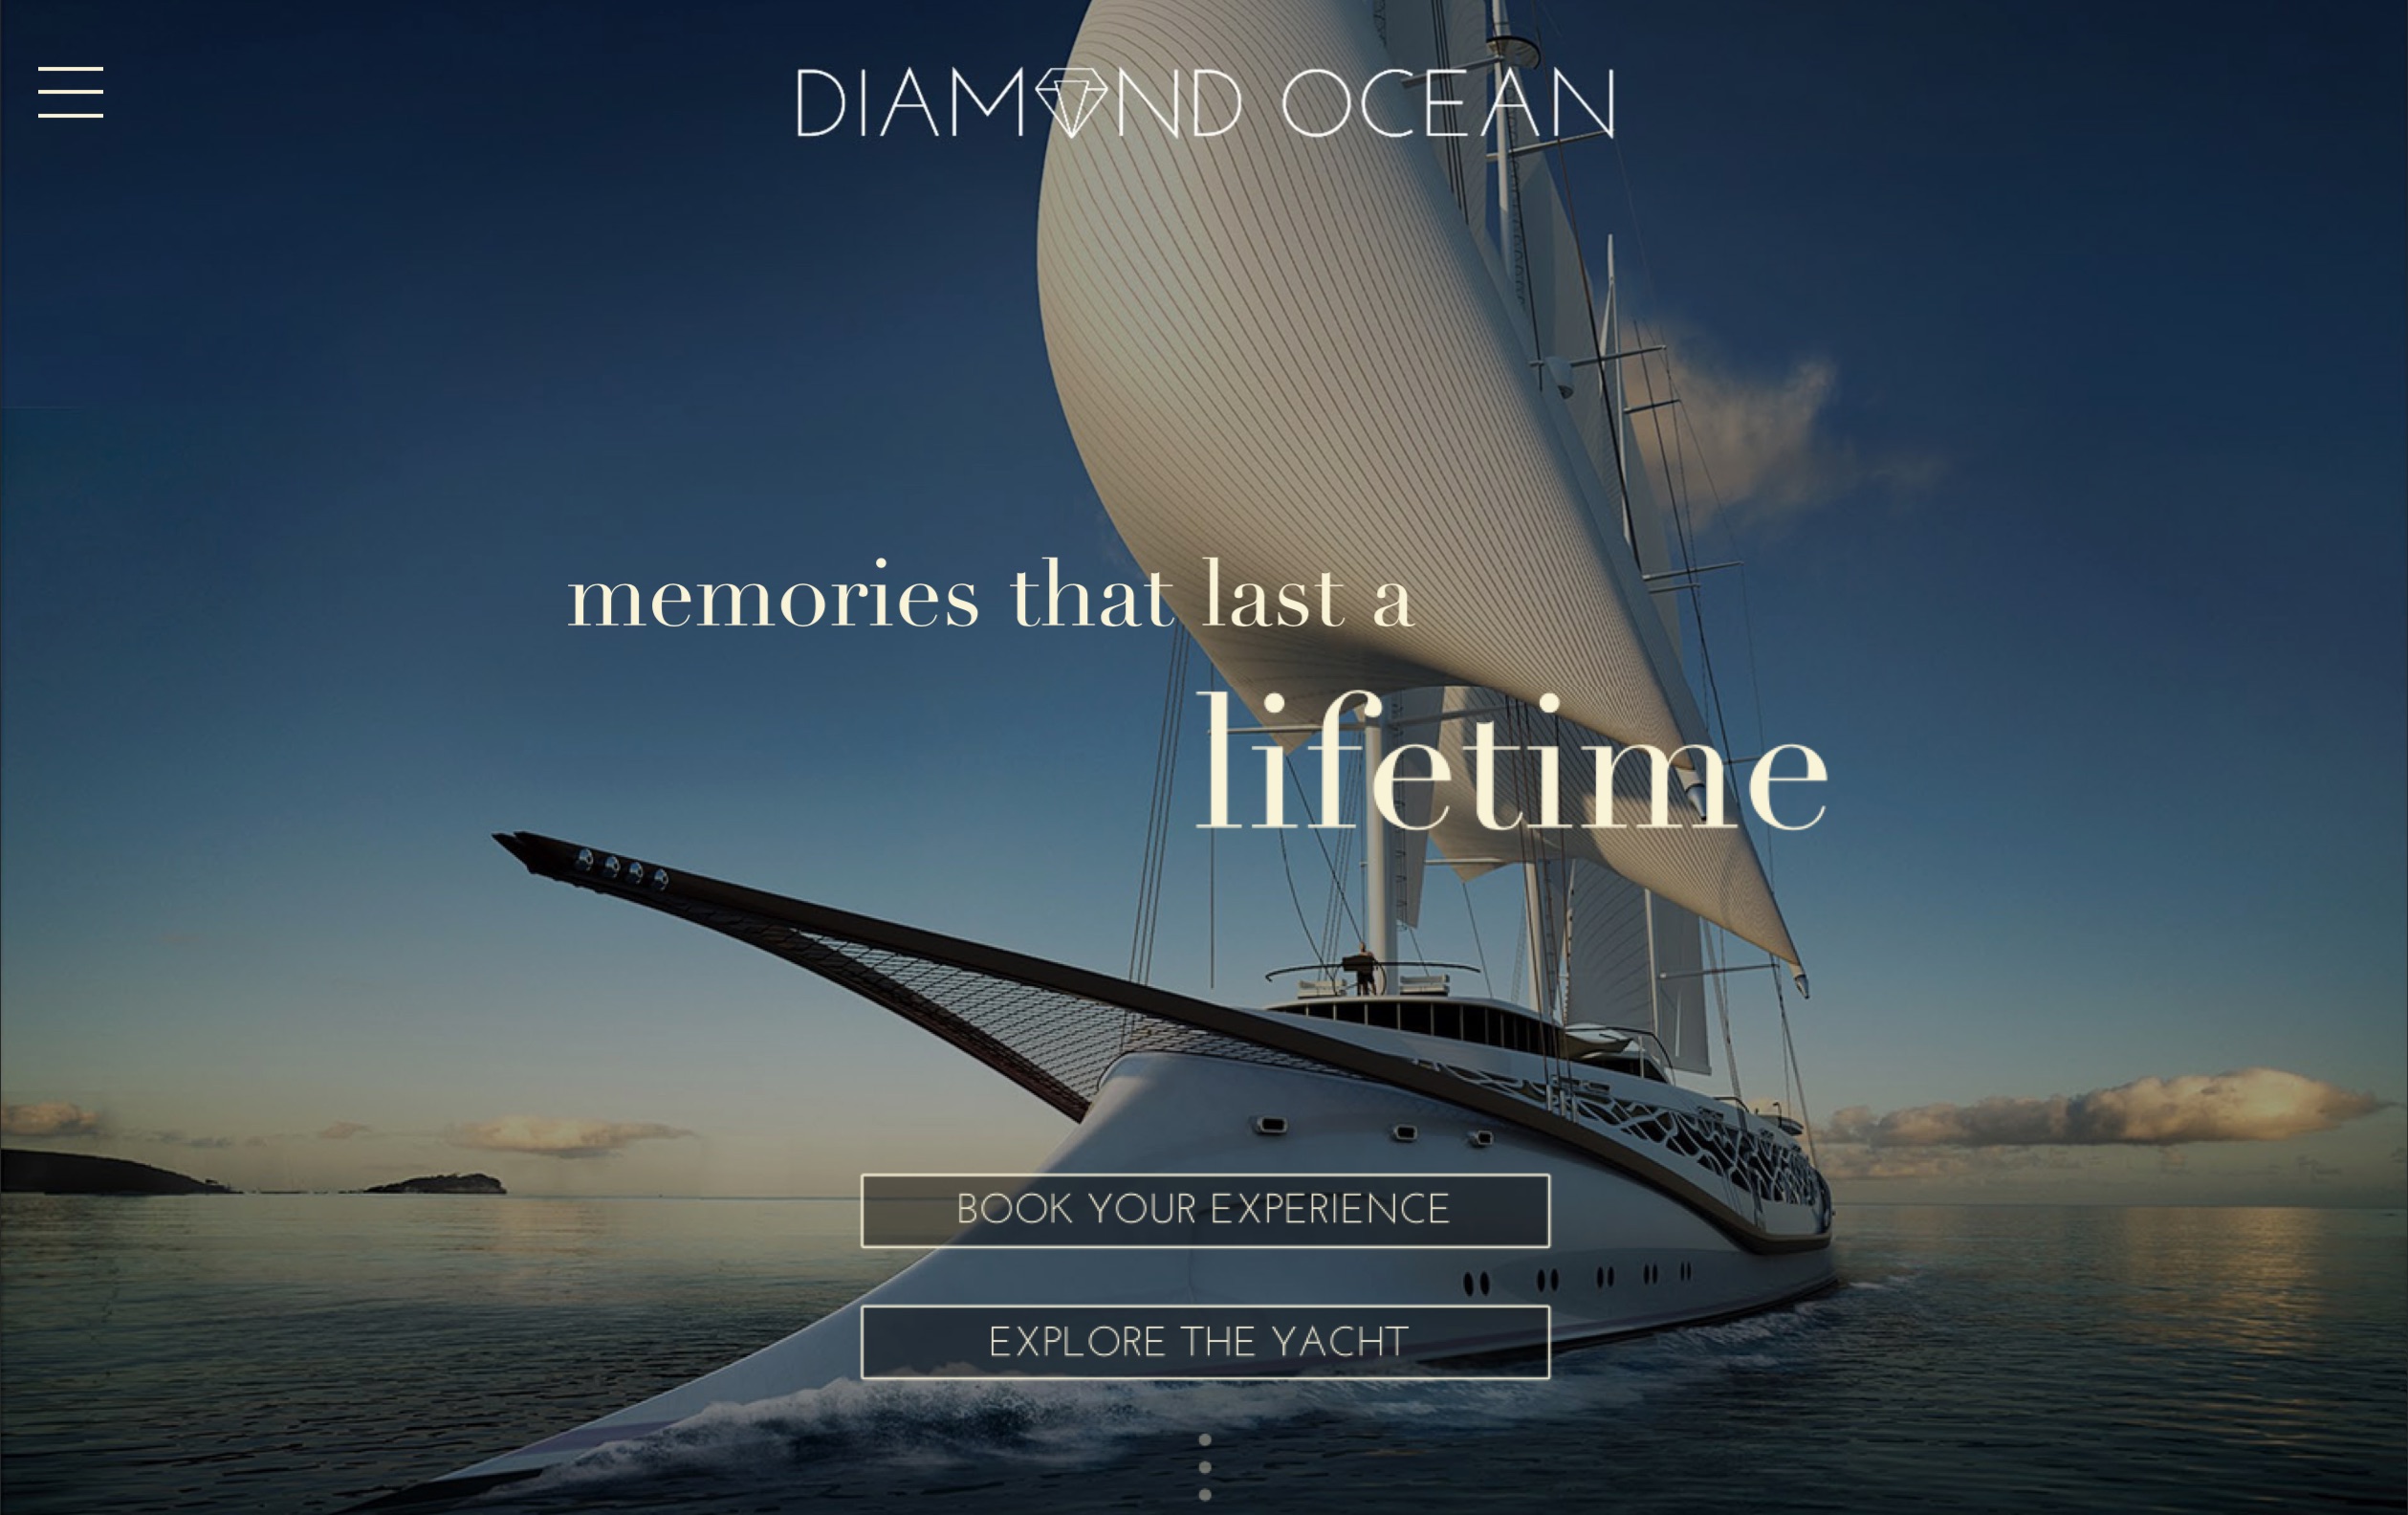 DIAMOND OCEAN
memories that last a
lifetime
BOOK YOUR EXPERIENCE
EXPLORE THE YACHT